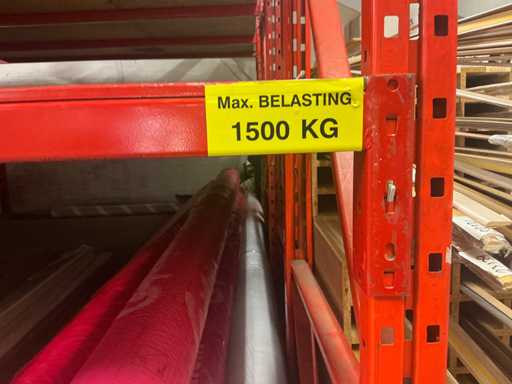 Max. BELASTING
1500 KG